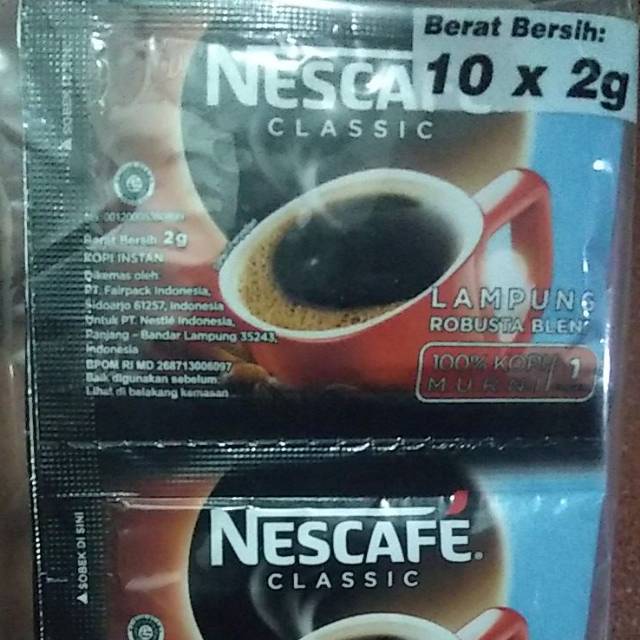 Berat Bersih:
10 x 2g
NESCAFÉ
CLASSIC
Berat Bersih 2g
KOPI INSTAN
Dikemas oleh:
PT. Fairpack Indonesia,
Sidoarjo 61257, Indonesia
Untuk PT. Nestlé Indonesia,
Panjang - Bandar Lampung 35243,
Indonesia
BPOM RI MD 268713006097
Baik digunakan sebelum:
Lihat di belakang kemasan
LAMPUNG
ROBUSTA BLEND
100% KOPI
MURNI
1
SOBEK DI SINI
NESCAFÉ.
CLASSIC